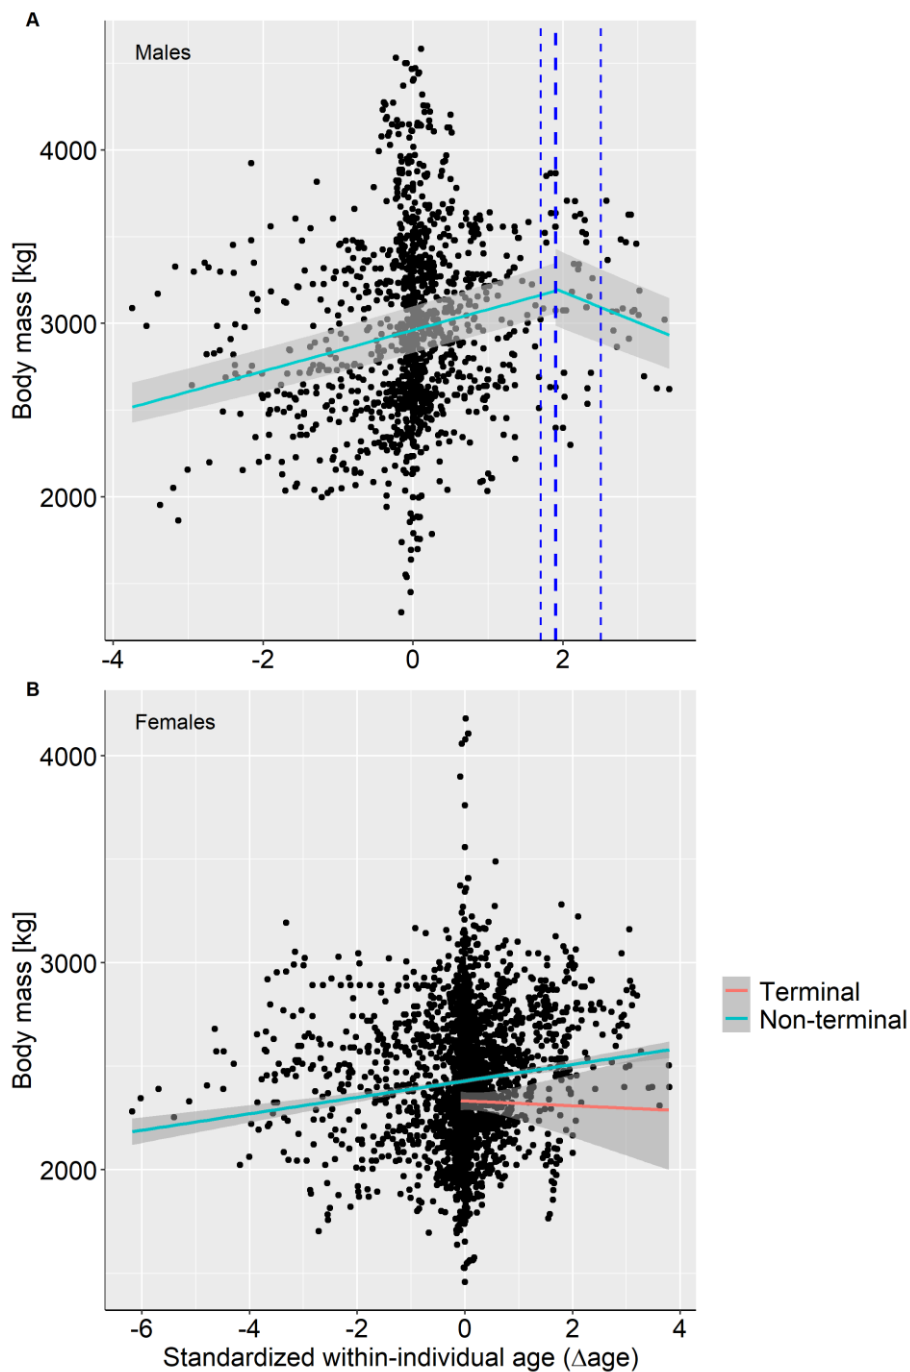 A
Males
4000
3000
2000
Body mass [kg]
-4 -2 0 2
B
Females
4000
3000
2000
Body mass [kg]
Terminal
Non-terminal
-6 -4 -2 0 2 4
Standardized within-individual age (Δage)